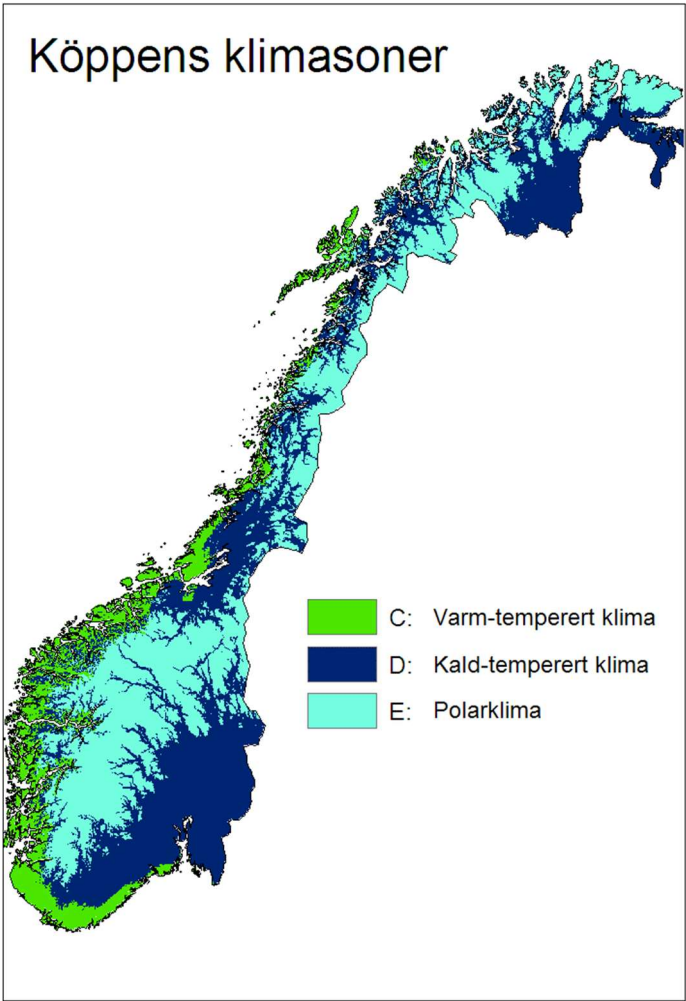 Köppens klimasoner
C: Varm-temperert klima
D: Kald-temperert klima
E: Polarklima